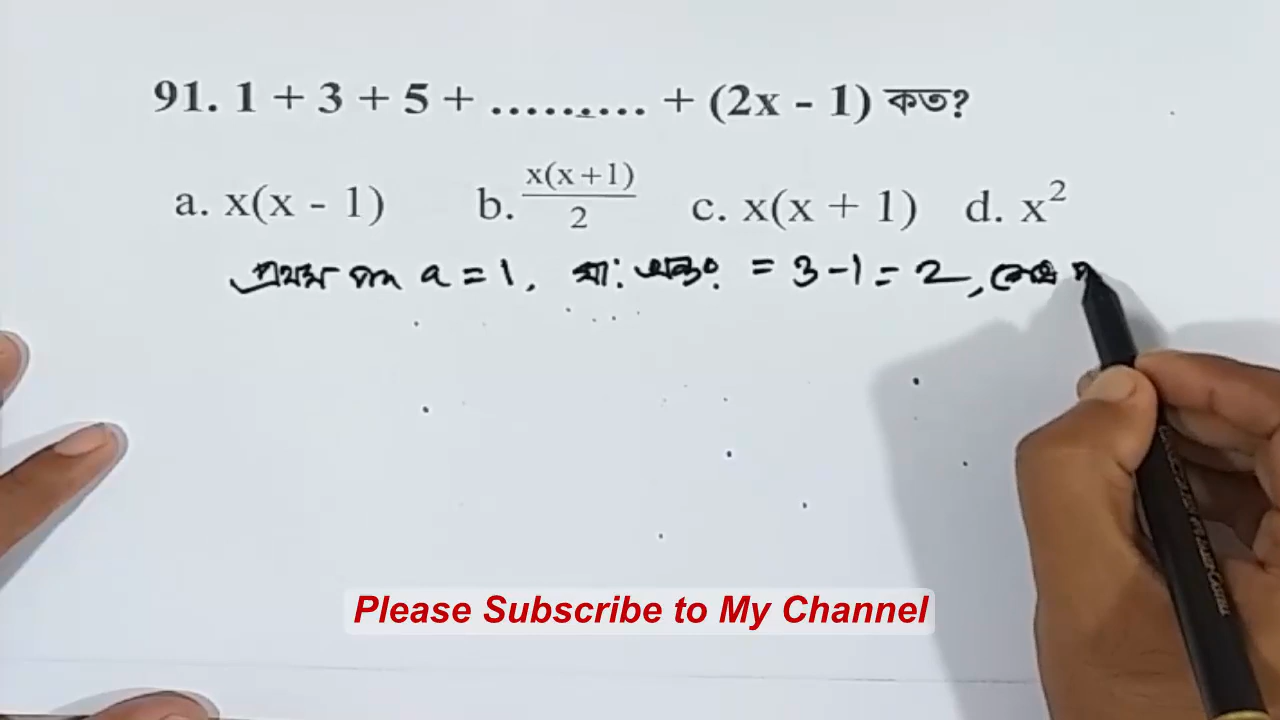 91. 1 + 3 + 5 + ......... + (2x - 1) কত?
a. x(x - 1) b. x(x+1)/2 c. x(x + 1) d. x²
প্রথম পদ a = 1, সা: অন্তর: = 3 - 1 = 2, শেষ
Please Subscribe to My Channel